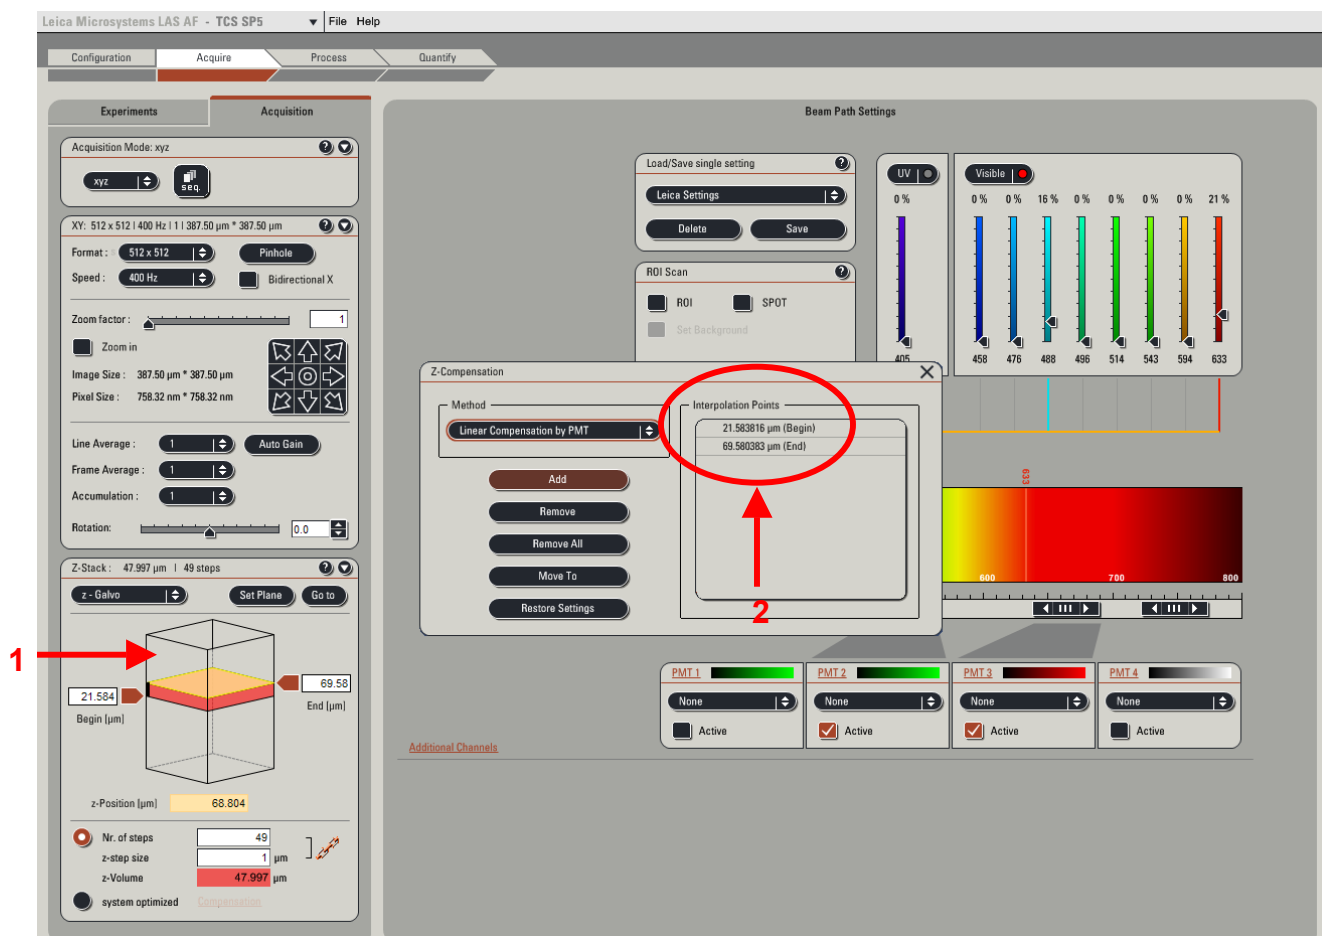 Leica Microsystems LAS AF - TCS SP5 File Help
Configuration Acquire Process Quantify
Experiments Acquisition
Beam Path Settings
Acquisition Mode: xyz
xyz
seq.
XY: 512 x 512 | 400 Hz | 1 | 387.50 µm * 387.50 µm
Format : 512 x 512 Pinhole
Speed : 400 Hz Bidirectional X
Zoom factor : 1
Zoom in
Image Size : 387.50 µm * 387.50 µm
Pixel Size : 758.32 nm * 758.32 nm
Line Average : 1 Auto Gain
Frame Average : 1
Accumulation : 1
Rotation: 0.0
Z-Stack : 47.997 µm | 49 steps
z - Galvo Set Plane Go to
1
21.584
Begin [µm]
69.58
End [µm]
z-Position [µm] 68.804
Nr. of steps 49
z-step size 1 µm
z-Volume 47.997 µm
system optimized Compensation
Load/Save single setting
Leica Settings
Delete Save
ROI Scan
ROI SPOT
Set Background
UV
0 %
405
Visible
0 % 0 % 16 % 0 % 0 % 0 % 0 % 21 %
458 476 488 496 514 543 594 633
Z-Compensation
Method
Linear Compensation by PMT
Add
Remove
Remove All
Move To
Restore Settings
Interpolation Points
21.583816 µm (Begin)
69.580383 µm (End)
2
633
600 700 800
PMT 1 PMT 2 PMT 3 PMT 4
None None None None
Active Active Active Active
Additional Channels